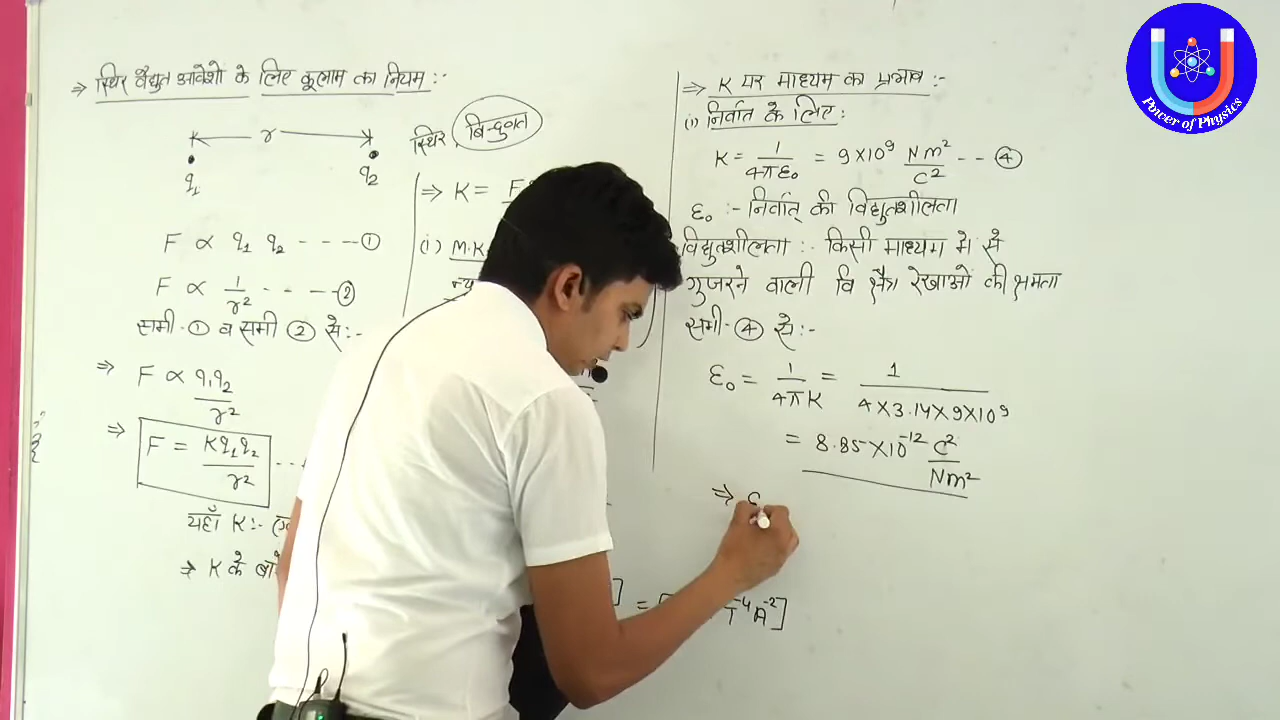 ⇒ स्थिर वैद्युत आवेशो के लिए कूलाम का नियम :-
r
q₁ q₂
स्थिर, बिन्दुवत
F ∝ q₁ q₂ - - - - ①
F ∝ 1/r² - - - - - ②
समी. ① व समी ② से :-
⇒ F ∝ q₁q₂/r²
⇒ F = Kq₁q₂/r²
यहाँ K :-
⇒ K के बारे
⇒ K = F
(i) M.K
= T⁻⁴A⁻²]
⇒ K पर माध्यम का प्रभाव :-
(i) निर्वात के लिए :
K = 1/4πε₀ = 9×10⁹ Nm²/C² - - ④
ε₀ :- निर्वात् की विद्युतशीलता
विद्युतशीलता :- किसी माध्यम मे से
गुजरने वाली वि क्षैत्र रेखाओ की क्षमता
समी. ④ से :-
ε₀ = 1/4πK = 1/4×3.14×9×10⁹
= 8.85×10⁻¹² C²/Nm²
⇒
Power of Physics